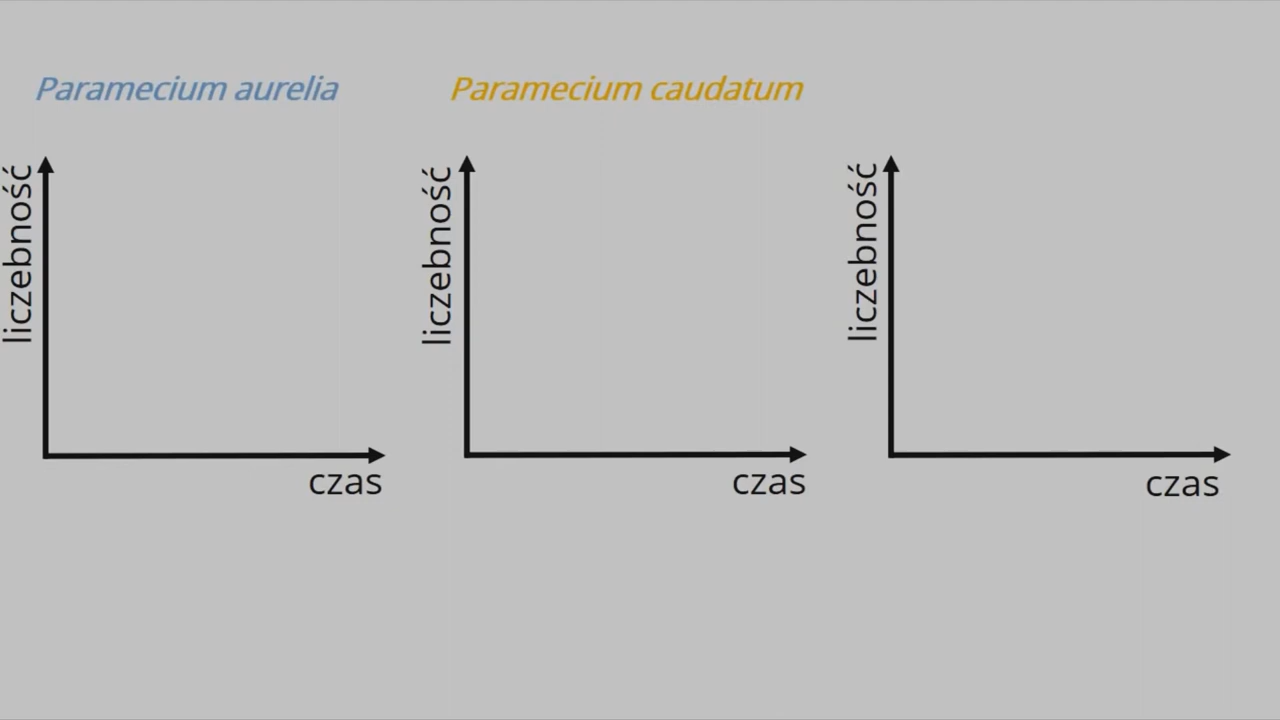 Paramecium aurelia
Paramecium caudatum
liczebność
liczebność
liczebność
czas
czas
czas